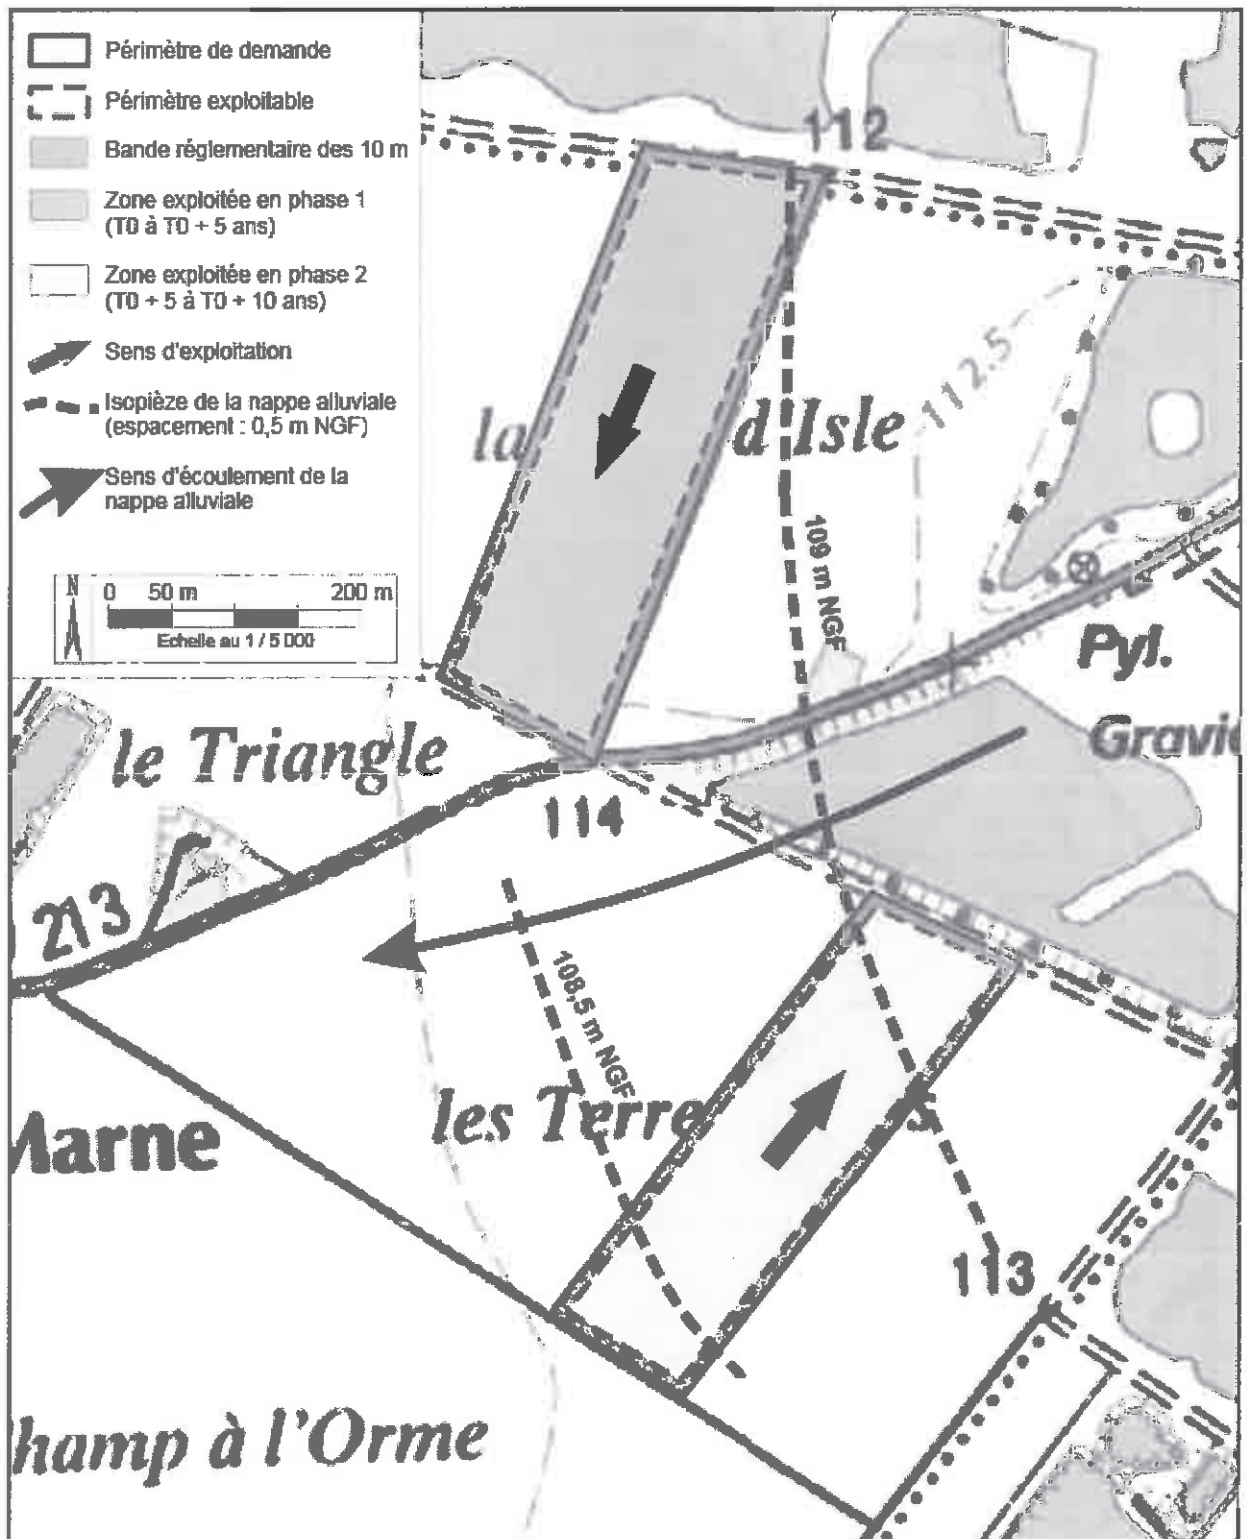 Périmètre de demande
Périmètre exploitable
Bande réglementaire des 10 m
Zone exploitée en phase 1
(T0 à T0 + 5 ans)
Zone exploitée en phase 2
(T0 + 5 à T0 + 10 ans)
Sens d'exploitation
Isopièze de la nappe alluviale
(espacement : 0,5 m NGF)
Sens d'écoulement de la
nappe alluviale
N
0 50 m 200 m
Echelle au 1 / 5 000
112
112.5
la d'Isle
109 m NGF
Pyl.
Gravi
le Triangle
114
213
108,5 m NGF
les Terre s
Marne
113
hamp à l'Orme